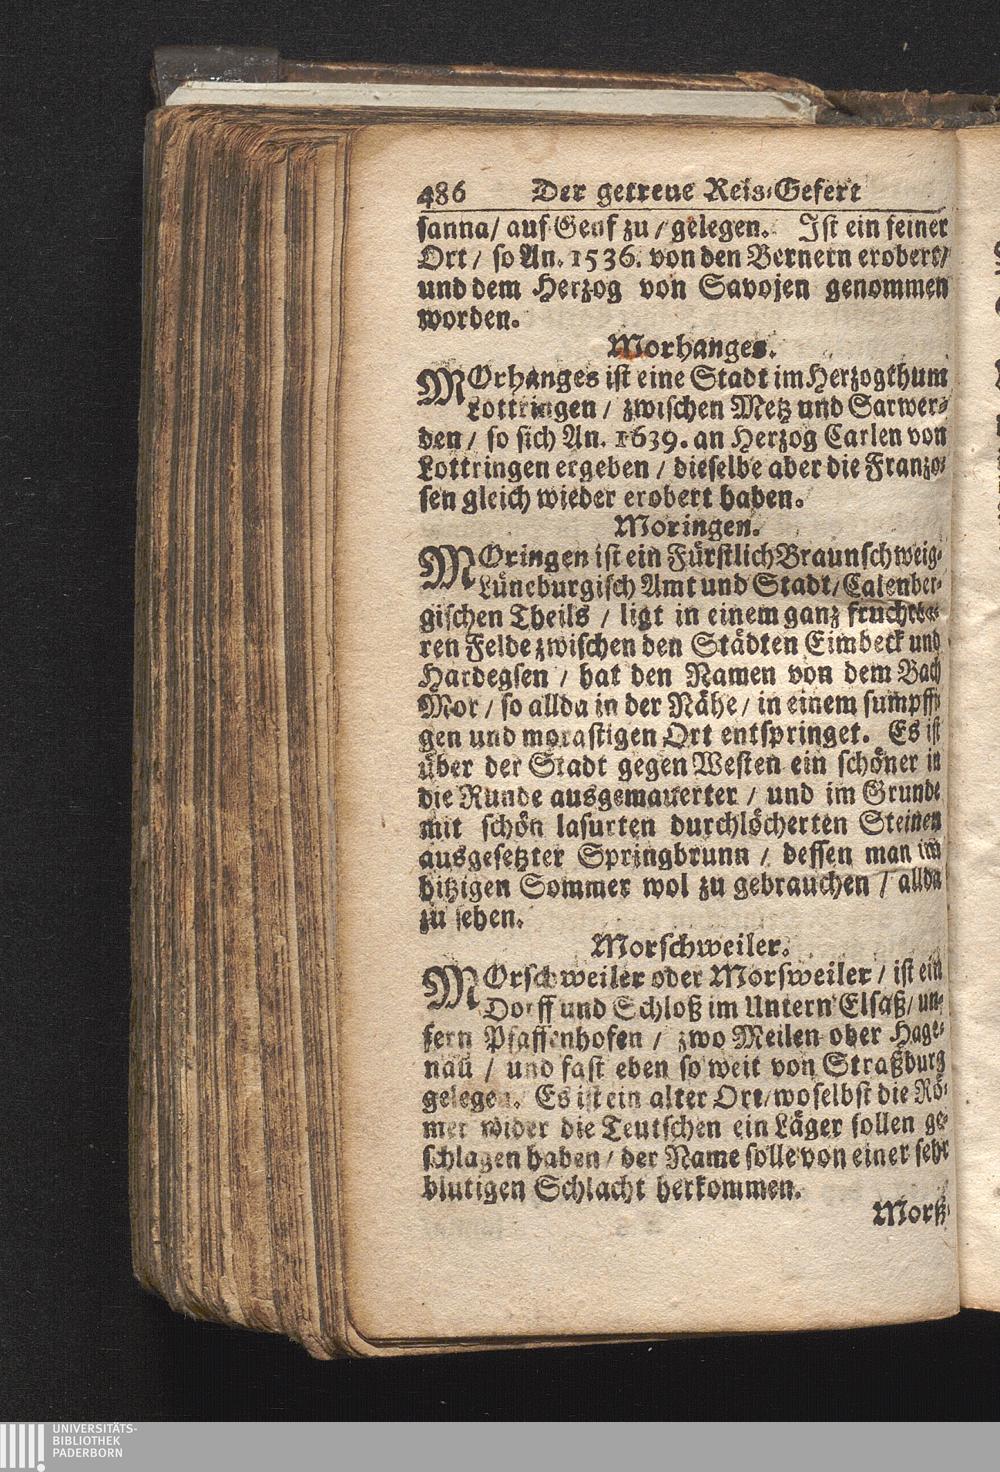 486 Der getreue Reis-Gefert
sanna/ auf Genf zu / gelegen. Ist ein feiner
Ort / so An. 1536. von den Bernern erobert/
und dem Herzog von Savojen genommen
worden.
Morhanges.
MOrhanges ist eine Stadt im Herzogthum
Lottringen / zwischen Metz und Sarwer-
den / so sich An. 1639. an Herzog Carlen von
Lottringen ergeben / dieselbe aber die Franzo-
sen gleich wieder erobert haben.
Moringen.
MOringen ist ein Fürstlich Braunschweig-
Lüneburgisch Amt und Stadt/ Calenber-
gischen Theils / ligt in einem ganz
ren Felde zwischen den Städten Eimbeck und
Hardegsen / hat den Namen von dem Bach
Mor / so allda in der Nähe / in einem sumpffi-
gen und morastigen Ort entspringet. Es ist
über der Stadt gegen Westen ein schöner in
die Runde ausgemauerter / und im Grunde
mit schön lasurten durchlöcherten Steinen
ausgesetzter Springbrunn / dessen man im
hitzigen Sommer wol zu gebrauchen / allda
zu sehen.
Morschweiler.
MOrschweiler oder Morsweiler / ist ein
Dorff und Schloß im Untern Elsaß/ un-
fern Pfaffenhofen / zwo Meilen ober Hage-
nau / und fast eben so weit von Straßburg
gelegen. Es ist ein alter Ort/ woselbst die Rö-
mer wider die Teutschen ein Läger sollen ge-
schlagen haben / der Name solle von einer sehr
blutigen Schlacht herkommen.
Morß-
UNIVERSITÄTS-
BIBLIOTHEK
PADERBORN